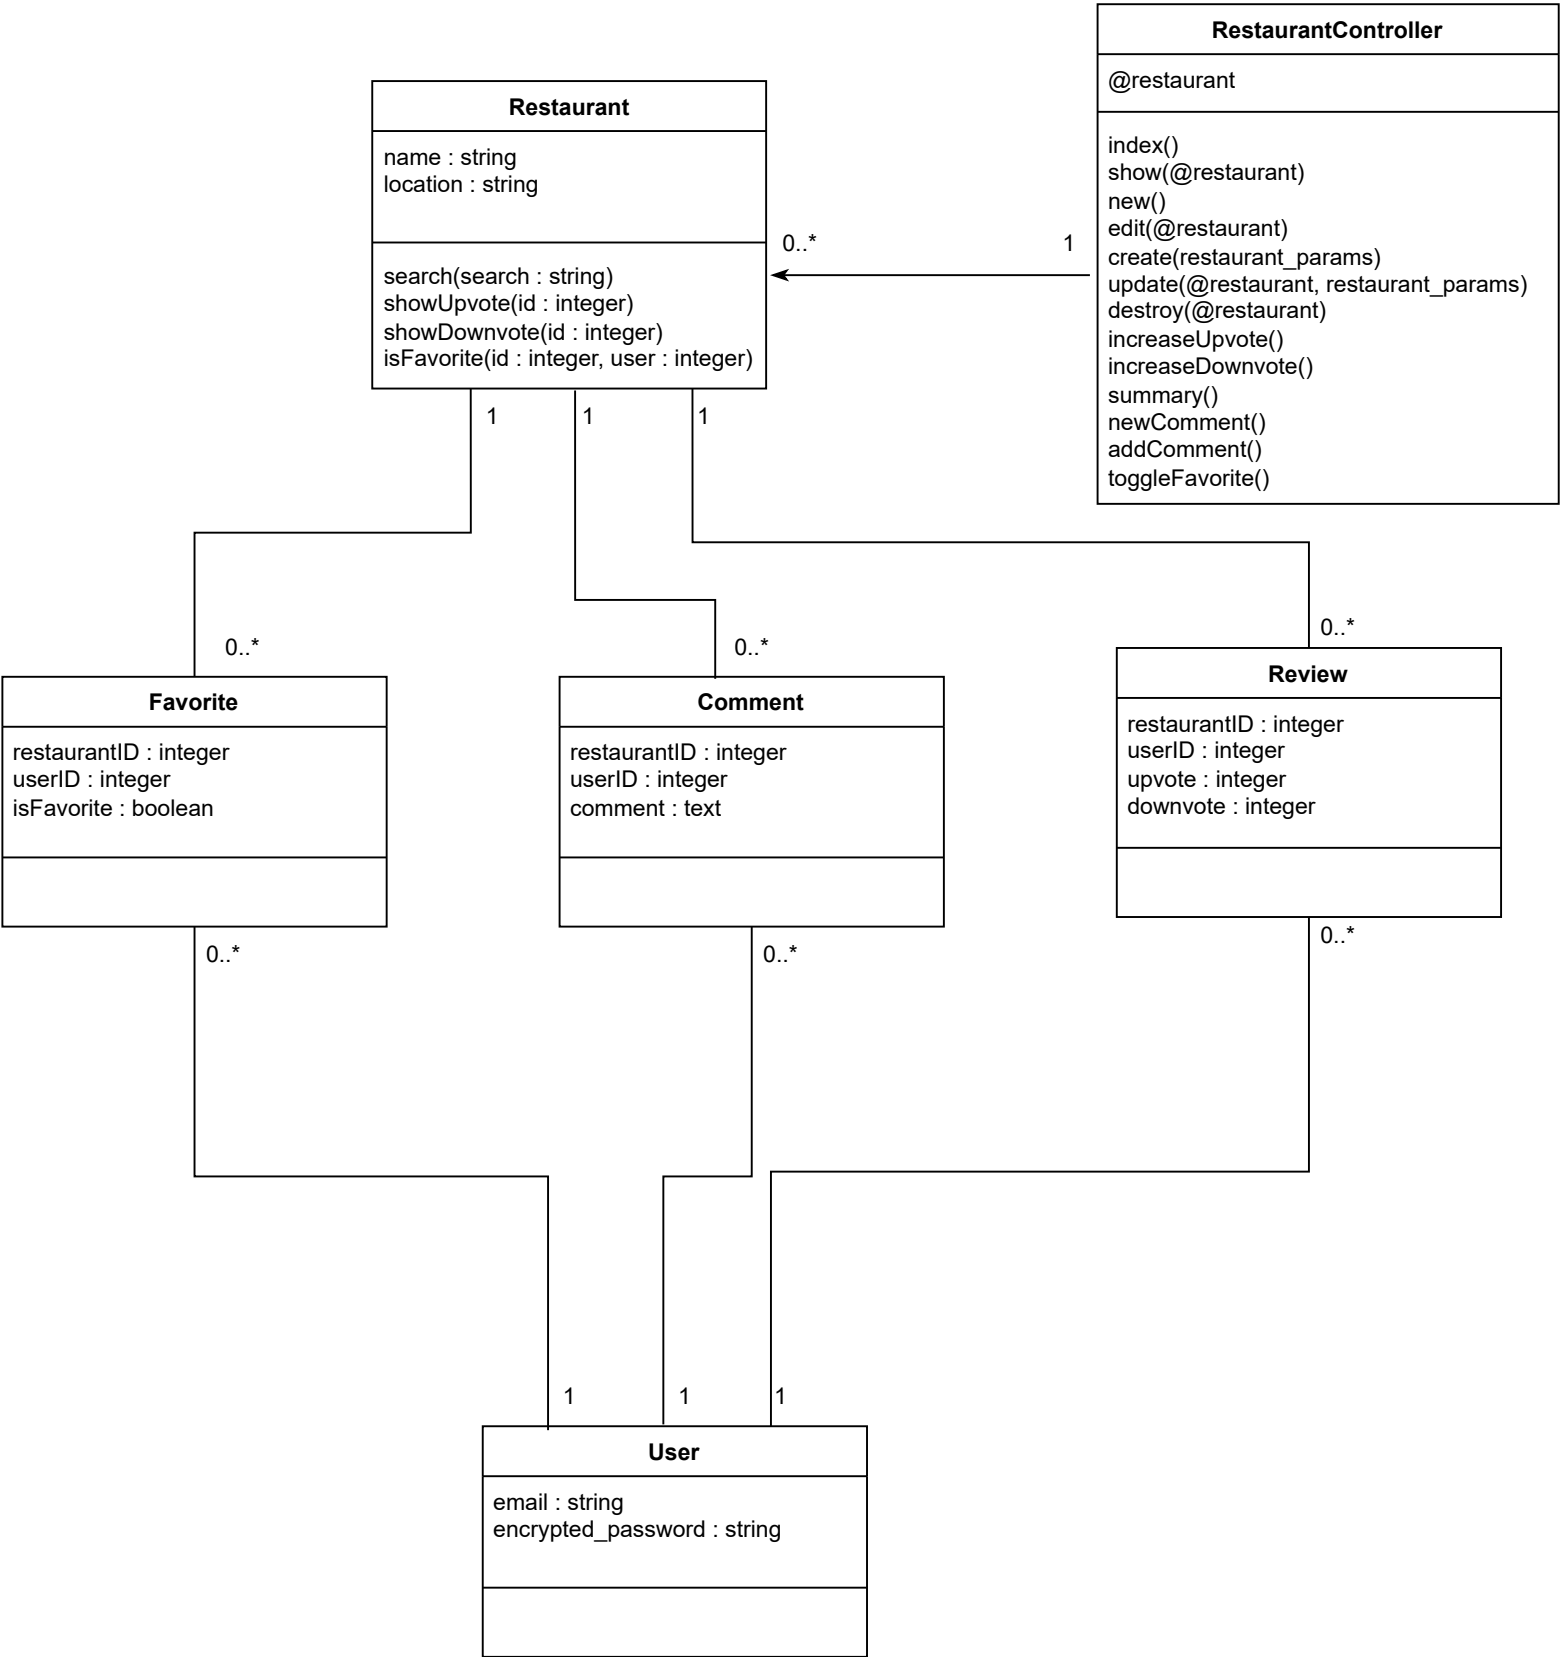 RestaurantController
@restaurant
index()
show(@restaurant)
new()
edit(@restaurant)
create(restaurant_params)
update(@restaurant, restaurant_params)
destroy(@restaurant)
increaseUpvote()
increaseDownvote()
summary()
newComment()
addComment()
toggleFavorite()
Restaurant
name : string
location : string
search(search : string)
showUpvote(id : integer)
showDownvote(id : integer)
isFavorite(id : integer, user : integer)
0..*
1
1
1
1
0..*
0..*
0..*
Favorite
restaurantID : integer
userID : integer
isFavorite : boolean
Comment
restaurantID : integer
userID : integer
comment : text
Review
restaurantID : integer
userID : integer
upvote : integer
downvote : integer
0..*
0..*
0..*
1
1
1
User
email : string
encrypted_password : string